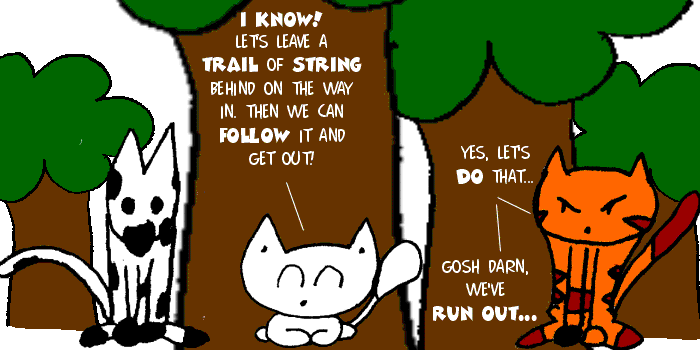 I KNOW!
LET'S LEAVE A
TRAIL OF STRING
BEHIND ON THE WAY
IN. THEN WE CAN
FOLLOW IT AND
GET OUT!
YES, LET'S
DO THAT...
GOSH DARN,
WE'VE
RUN OUT...